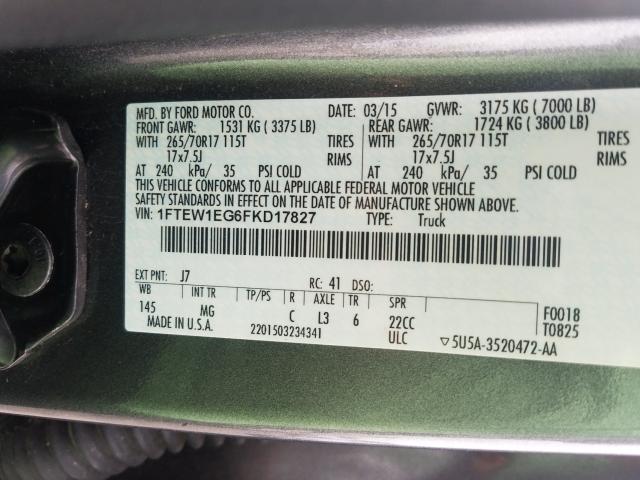 MFD. BY FORD MOTOR CO. DATE: 03/15 GVWR: 3175 KG ( 7000 LB)
FRONT GAWR: 1531 KG ( 3375 LB) REAR GAWR: 1724 KG ( 3800 LB)
WITH 265/70R17 115T TIRES WITH 265/70R17 115T TIRES
17x7.5J RIMS 17x7.5J RIMS
AT 240 kPa/ 35 PSI COLD AT 240 kPa/ 35 PSI COLD
THIS VEHICLE CONFORMS TO ALL APPLICABLE FEDERAL MOTOR VEHICLE
SAFETY STANDARDS IN EFFECT ON THE DATE OF MANUFACTURE SHOWN ABOVE.
VIN: 1FTEW1EG6FKD17827 TYPE: Truck
EXT PNT: J7 RC: 41 DSO:
WB INT TR TP/PS R AXLE TR SPR F0018
145 MG C L3 6 22CC T0825
MADE IN U.S.A. 2201503234341 ULC ▽5U5A-3520472-AA